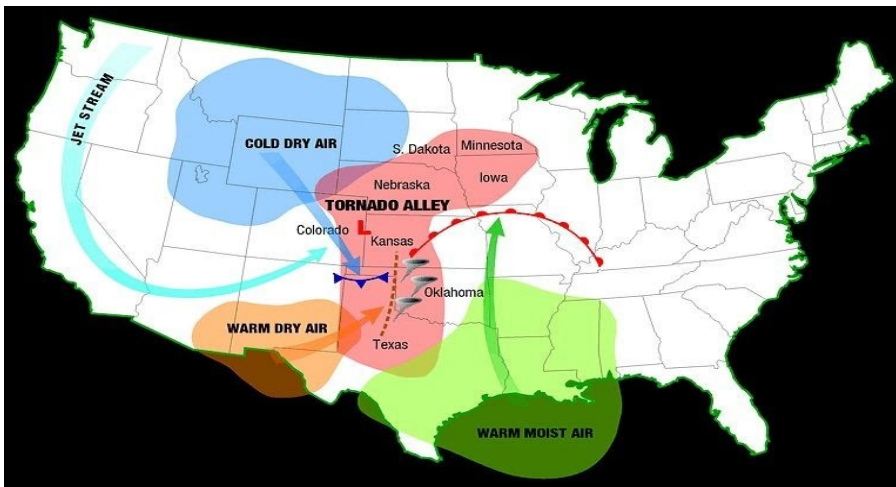 JET STREAM
COLD DRY AIR
S. Dakota
Minnesota
Iowa
Nebraska
TORNADO ALLEY
Colorado
L
Kansas
Oklahoma
WARM DRY AIR
Texas
WARM MOIST AIR